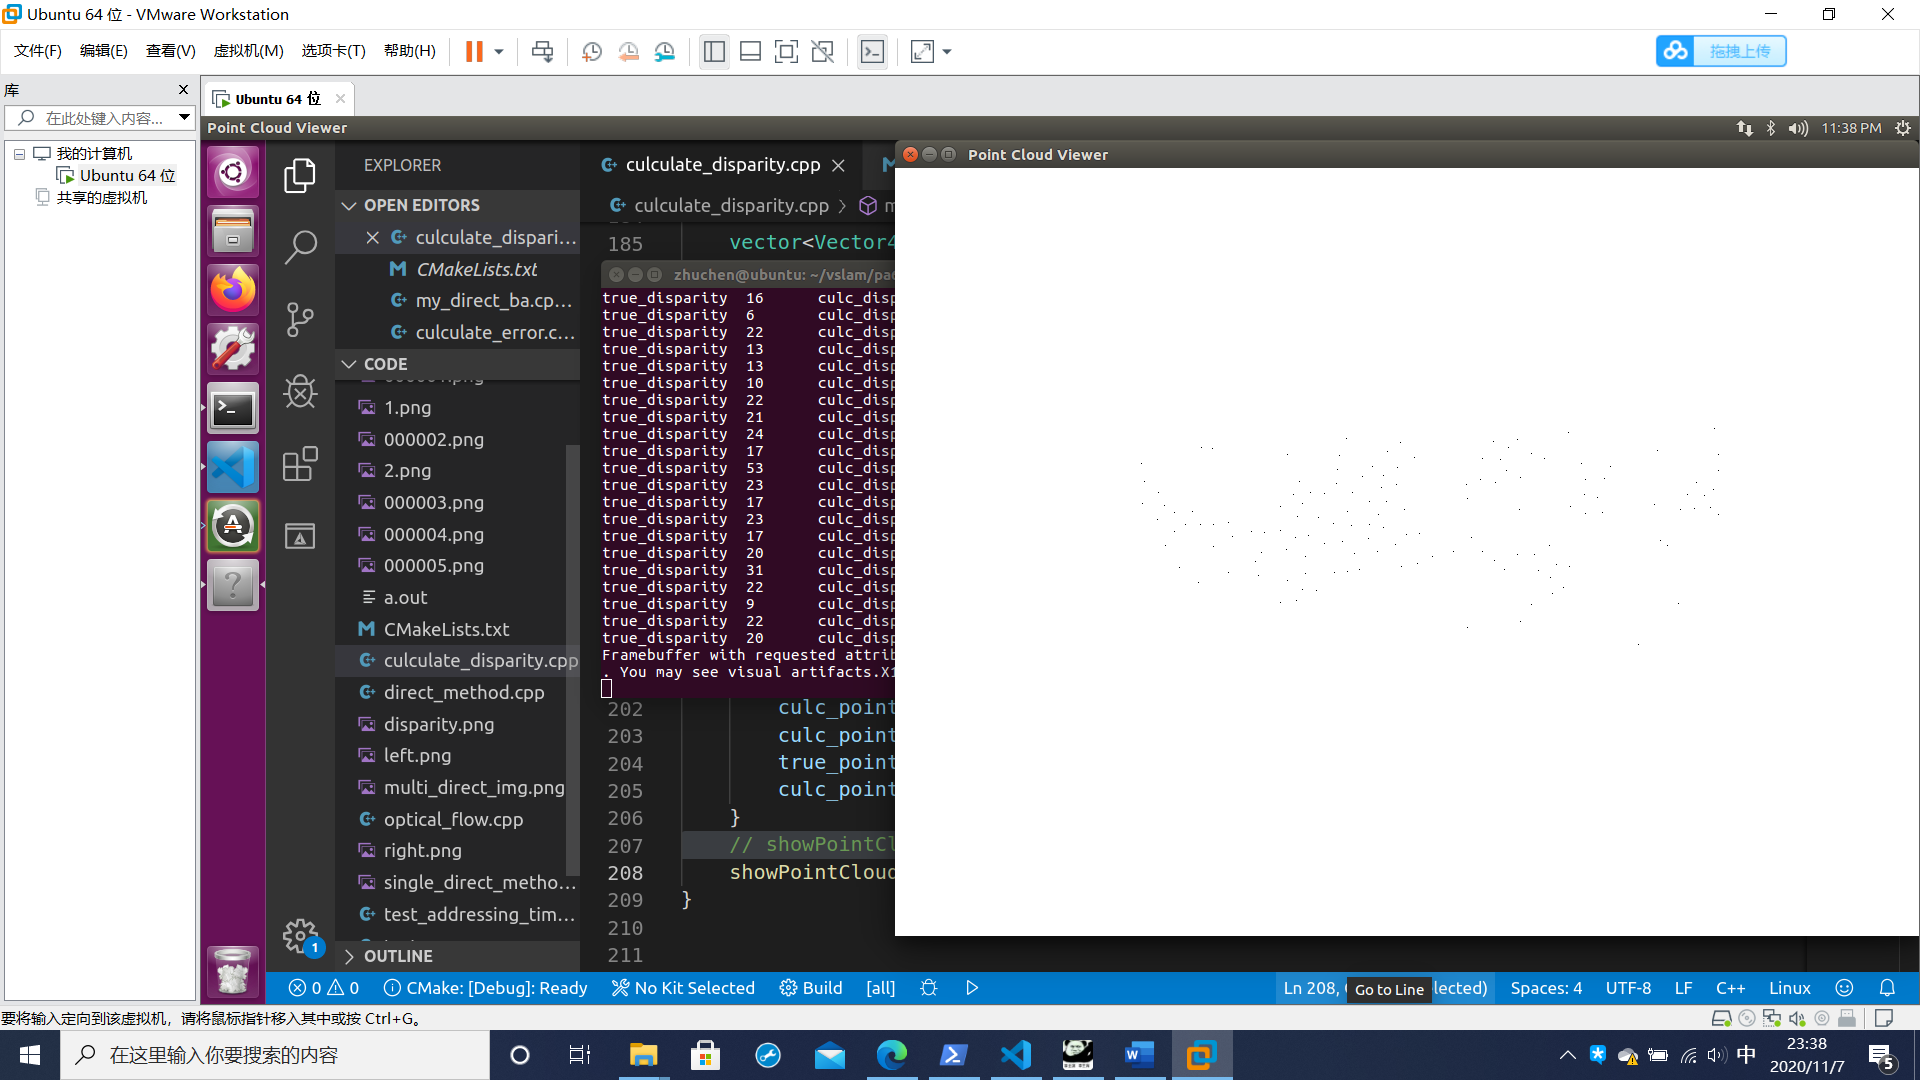 Ubuntu 64 位 - VMware Workstation
文件(F) 编辑(E) 查看(V) 虚拟机(M) 选项卡(T) 帮助(H)
拖拽上传
库
在此处键入内容...
我的计算机
Ubuntu 64 位
共享的虚拟机
Ubuntu 64 位
Point Cloud Viewer
11:38 PM
EXPLORER
OPEN EDITORS
culculate_dispari...
CMakeLists.txt
my_direct_ba.cp...
culculate_error.c...
CODE
1.png
000002.png
2.png
000003.png
000004.png
000005.png
a.out
CMakeLists.txt
culculate_disparity.cpp
direct_method.cpp
disparity.png
left.png
multi_direct_img.png
optical_flow.cpp
right.png
single_direct_metho...
test_addressing_tim...
OUTLINE
1
culculate_disparity.cpp
culculate_disparity.cpp
185 vector<Vector4
zhuchen@ubuntu: ~/vslam/pa
true_disparity 16 culc_disp
true_disparity 6 culc_disp
true_disparity 22 culc_disp
true_disparity 13 culc_disp
true_disparity 13 culc_disp
true_disparity 10 culc_disp
true_disparity 22 culc_disp
true_disparity 21 culc_disp
true_disparity 24 culc_disp
true_disparity 17 culc_disp
true_disparity 53 culc_disp
true_disparity 23 culc_disp
true_disparity 17 culc_disp
true_disparity 23 culc_disp
true_disparity 17 culc_disp
true_disparity 20 culc_disp
true_disparity 31 culc_disp
true_disparity 22 culc_disp
true_disparity 9 culc_disp
true_disparity 22 culc_disp
true_disparity 20 culc_disp
Framebuffer with requested attrib
. You may see visual artifacts.X1
202 culc_point
203 culc_point
204 true_point
205 culc_point
206 }
207 // showPointCl
208 showPointCloud
209 }
210
211
Point Cloud Viewer
0 0 CMake: [Debug]: Ready No Kit Selected Build [all]
Ln 208, Go to Line lected) Spaces: 4 UTF-8 LF C++ Linux
要将输入定向到该虚拟机，请将鼠标指针移入其中或按 Ctrl+G。
在这里输入你要搜索的内容
中
23:38
2020/11/7
5